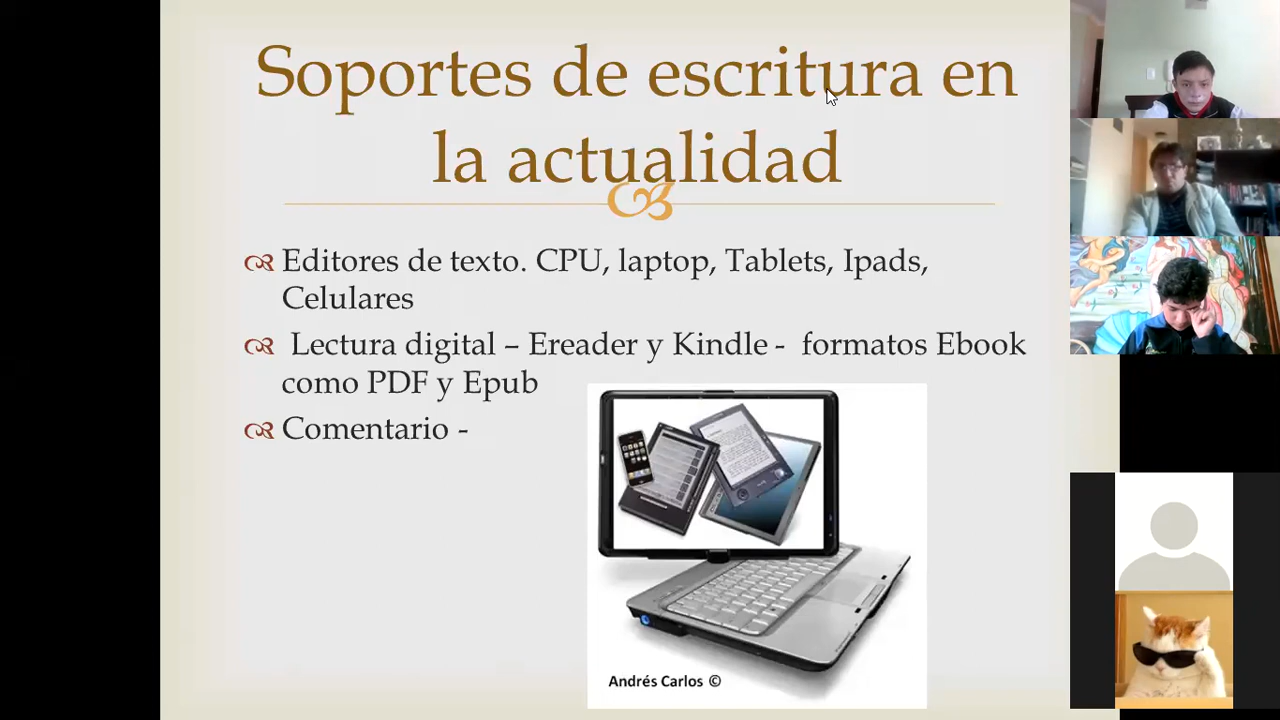 Soportes de escritura en
la actualidad
Editores de texto. CPU, laptop, Tablets, Ipads,
Celulares
Lectura digital – Ereader y Kindle - formatos Ebook
como PDF y Epub
Comentario -
Andrés Carlos ©